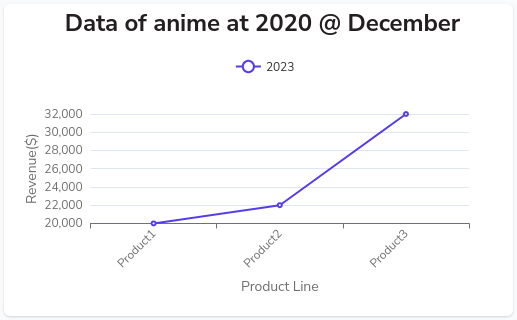 Data of anime at 2020 @ December
2023
Revenue($)
32,000
30,000
28,000
26,000
24,000
22,000
20,000
Product1
Product2
Product3
Product Line